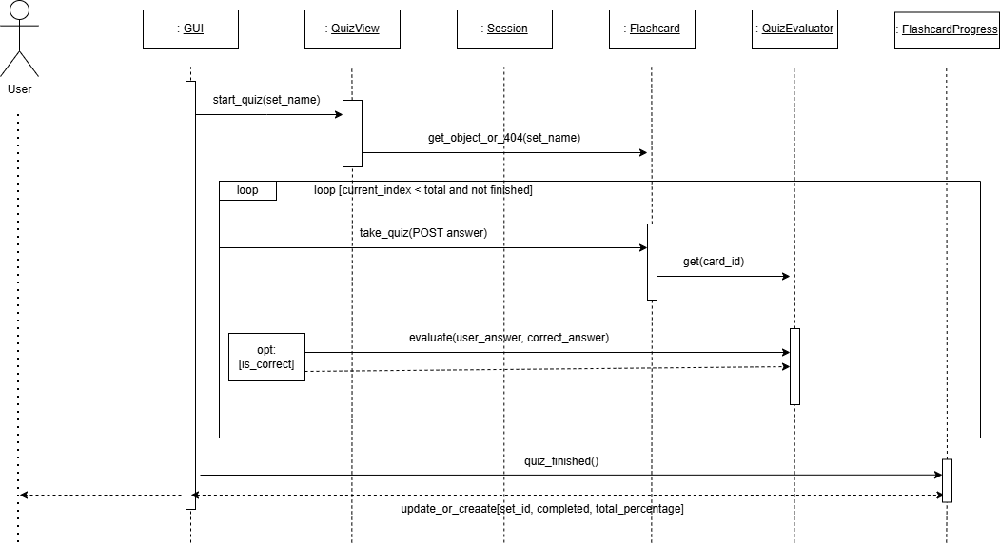 : GUI
: QuizView
: Session
: Flashcard
: QuizEvaluator
: FlashcardProgress
User
start_quiz(set_name)
get_object_or_404(set_name)
loop
loop [current_index < total and not finished]
take_quiz(POST answer)
get(card_id)
evaluate(user_answer, correct_answer)
opt:
[is_correct]
quiz_finished()
update_or_creaate[set_id, completed, total_percentage]